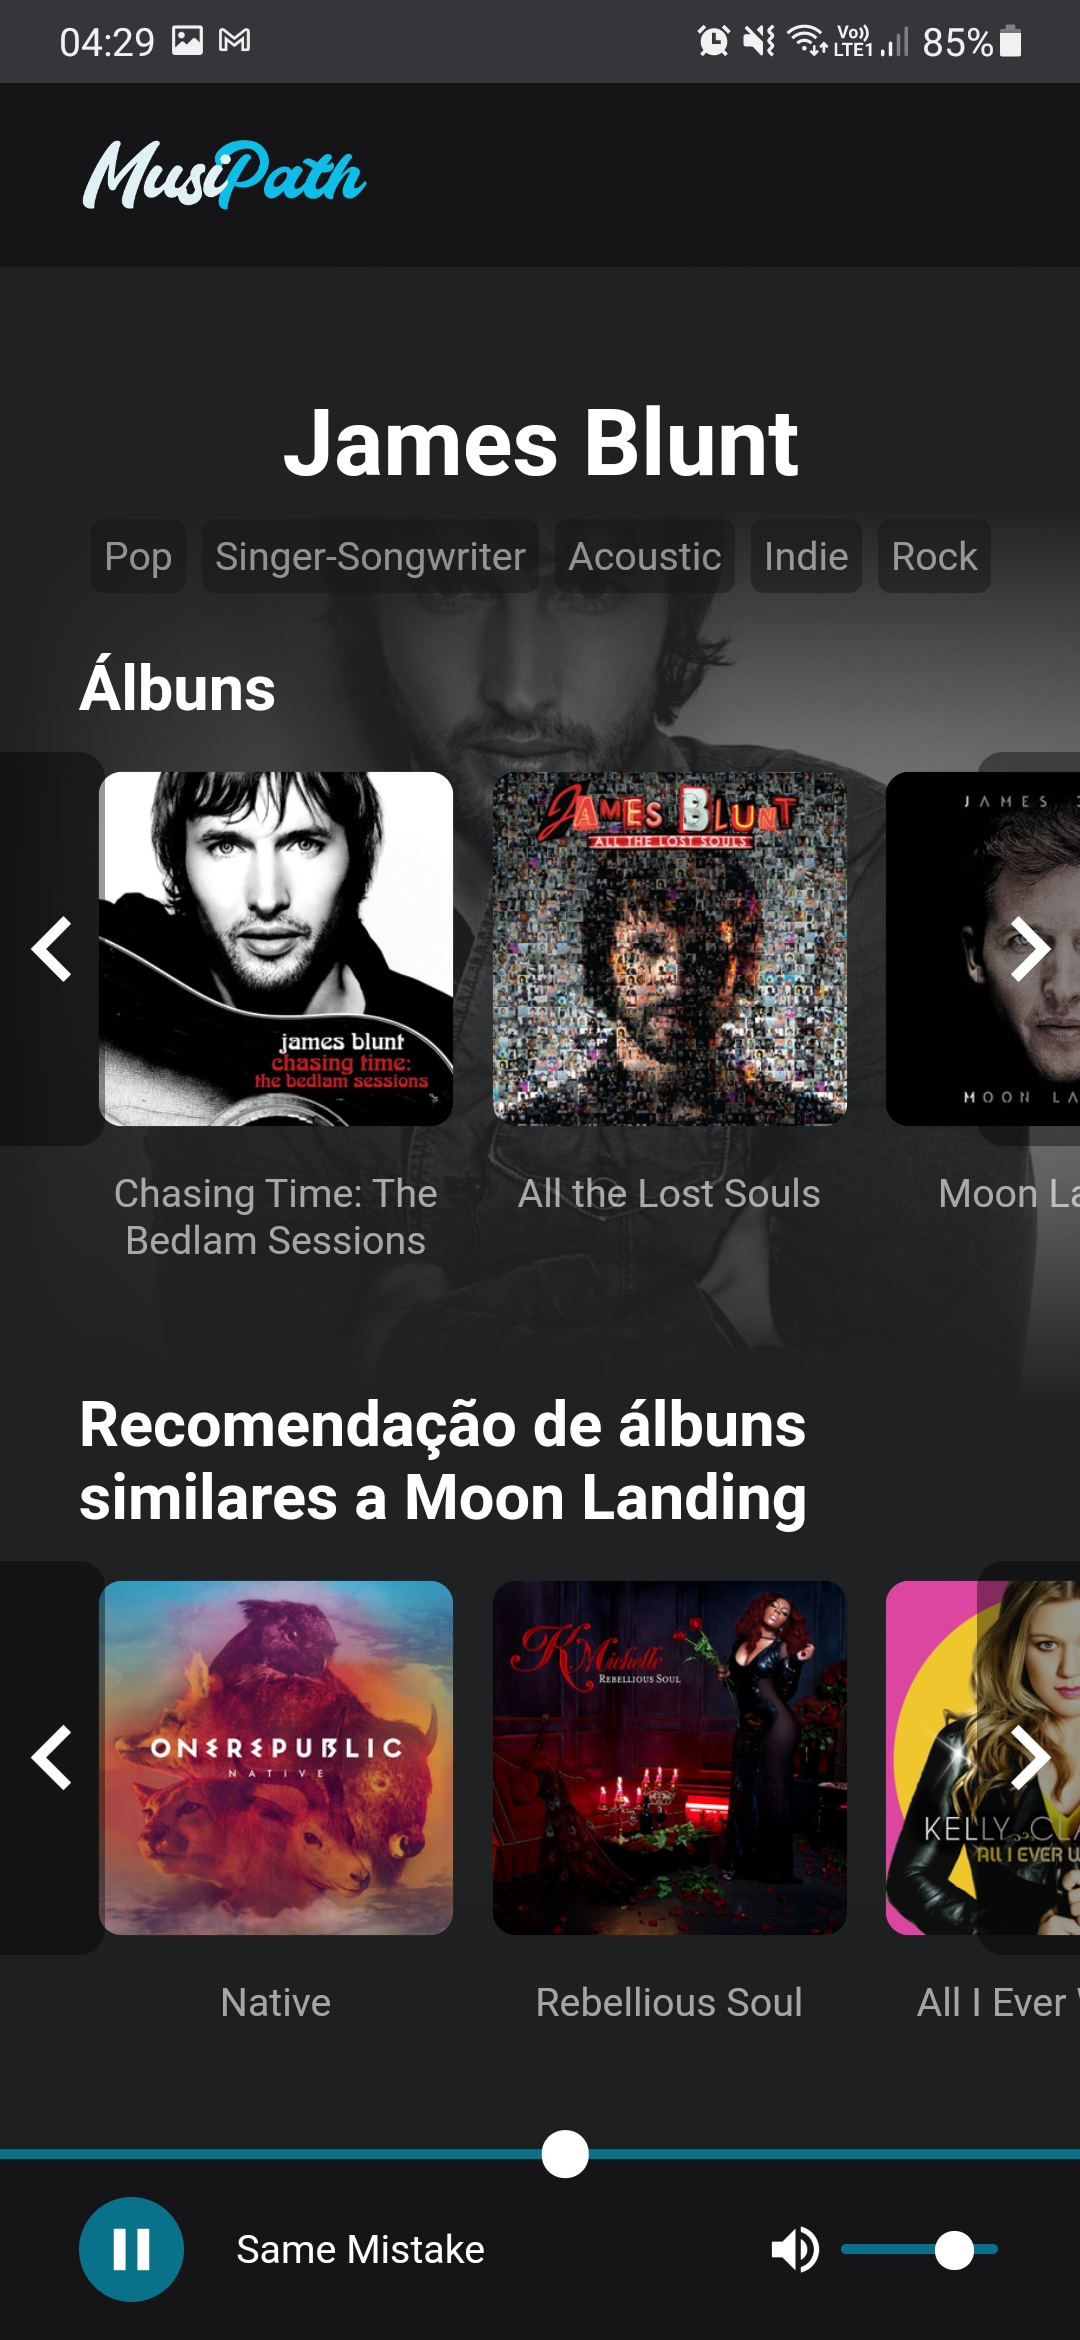 04:29
Vo))
LTE1
85%
MusiPath
James Blunt
Pop
Singer-Songwriter
Acoustic
Indie
Rock
Álbuns
james blunt
chasing time:
the bedlam sessions
JAMES BLUNT
ALL THE LOST SOULS
JAMES
MOON LA
Chasing Time: The
Bedlam Sessions
All the Lost Souls
Moon La
Recomendação de álbuns
similares a Moon Landing
ONEREPUBLIC
NATIVE
K Michelle
REBELLIOUS SOUL
KELLY CLA
ALL I EVER W
Native
Rebellious Soul
All I Ever
Same Mistake